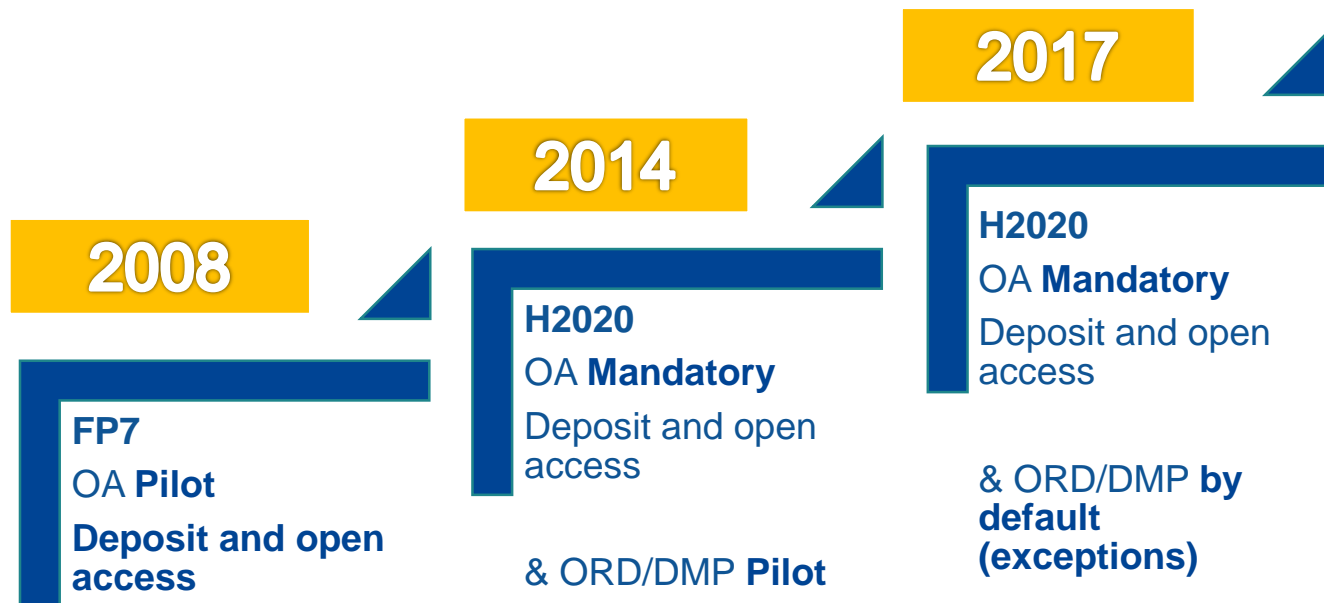 2008
FP7
OA Pilot
Deposit and open
access
2014
H2020
OA Mandatory
Deposit and open
access
& ORD/DMP Pilot
2017
H2020
OA Mandatory
Deposit and open
access
& ORD/DMP by
default
(exceptions)